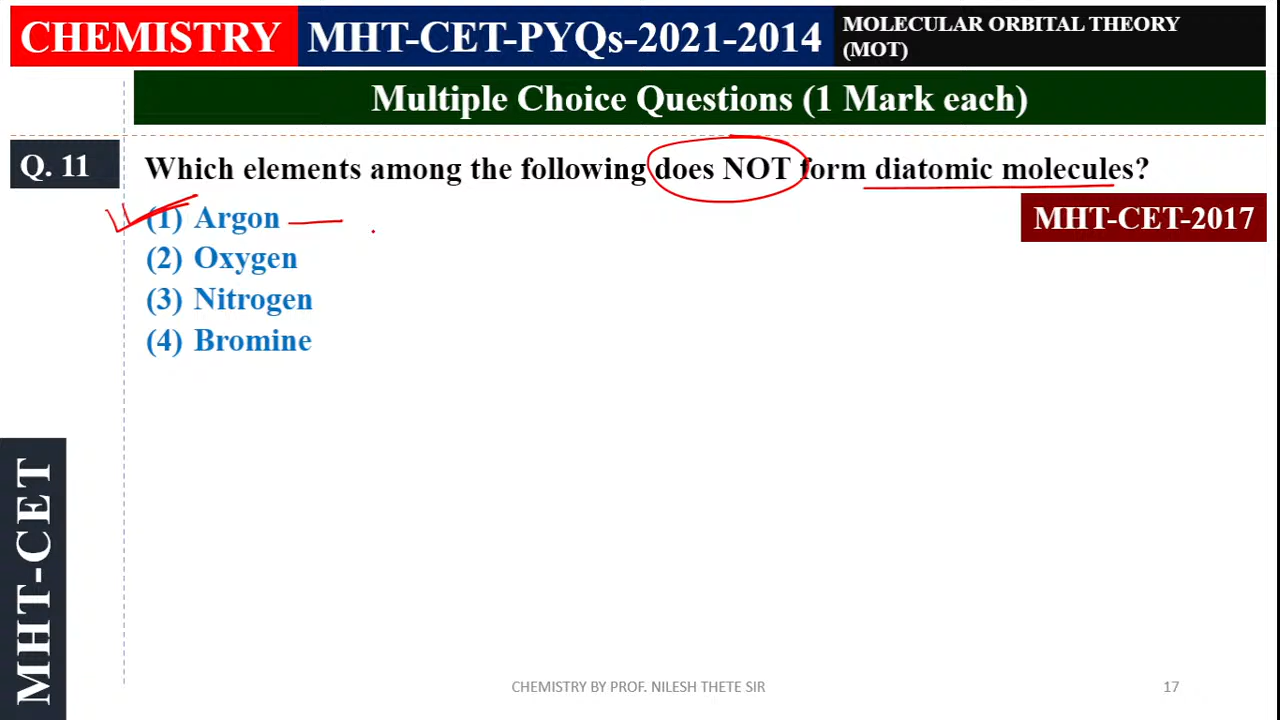 CHEMISTRY MHT-CET-PYQs-2021-2014 MOLECULAR ORBITAL THEORY
(MOT)
Multiple Choice Questions (1 Mark each)
Q. 11 Which elements among the following does NOT form diatomic molecules?
(1) Argon
MHT-CET-2017
(2) Oxygen
(3) Nitrogen
(4) Bromine
MHT-CET
CHEMISTRY BY PROF. NILESH THETE SIR 17